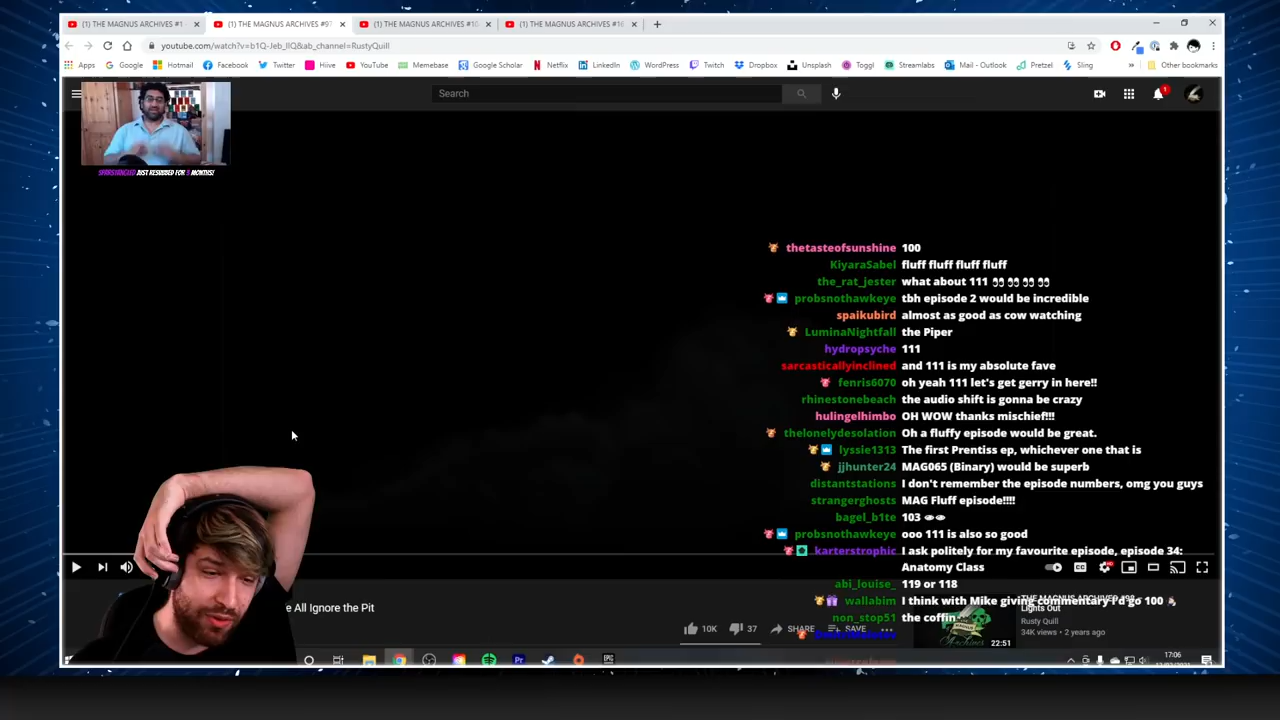 (1) THE MAGNUS ARCHIVES #1 -
(1) THE MAGNUS ARCHIVES #97
(1) THE MAGNUS ARCHIVES #10
(1) THE MAGNUS ARCHIVES #16
youtube.com/watch?v=b1Q-Jeb_IlQ&ab_channel=RustyQuill
Apps Google Hotmail Facebook Twitter Hiive YouTube Memebase Google Scholar Netflix LinkedIn WordPress Twitch Dropbox Unsplash Toggl Streamlabs Mail - Outlook Pretzel Sling » Other bookmarks
Search
1
JUST RESUBBED FOR MONTHS!
thetasteofsunshine 100
KiyaraSabel fluff fluff fluff fluff
the_rat_jester what about 111 👀 👀 👀 👀
probsnothawkeye tbh episode 2 would be incredible
spaikubird almost as good as cow watching
LuminaNightfall the Piper
hydropsyche 111
sarcasticallyinclined and 111 is my absolute fave
fenris6070 oh yeah 111 let's get gerry in here!!
rhinestonebeach the audio shift is gonna be crazy
hulingelhimbo OH WOW thanks mischief!!!
thelonelydesolation Oh a fluffy episode would be great.
lyssie1313 The first Prentiss ep, whichever one that is
jjhunter24 MAG065 (Binary) would be superb
distantstations I don't remember the episode numbers, omg you guys
strangerghosts MAG Fluff episode!!!!
bagel_b1te 103 👀
probsnothawkeye ooo 111 is also so good
karterstrophic I ask politely for my favourite episode, episode 34:
Anatomy Class
abi_louise_ 119 or 118
wallabim I think with Mike giving commentary I'd go 100
non_stop51 the coffin
e All Ignore the Pit
10K 37 SHARE SAVE
THE MAGNUS ARCHIVES
Lights Out
Rusty Quill
34K views • 2 years ago
22:51
17:06